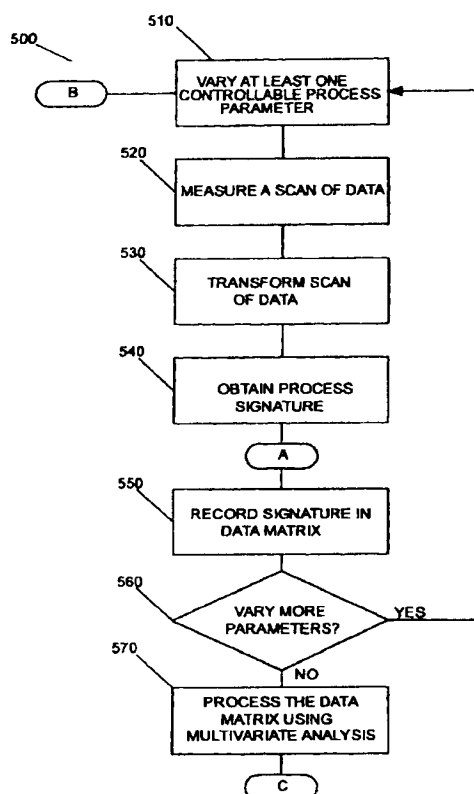 500
510
B
VARY AT LEAST ONE
CONTROLLABLE PROCESS
PARAMETER
520
MEASURE A SCAN OF DATA
530
TRANSFORM SCAN
OF DATA
540
OBTAIN PROCESS
SIGNATURE
A
550
RECORD SIGNATURE IN
DATA MATRIX
560
VARY MORE
PARAMETERS?
YES
570
NO
PROCESS THE DATA
MATRIX USING
MULTIVARIATE ANALYSIS
C